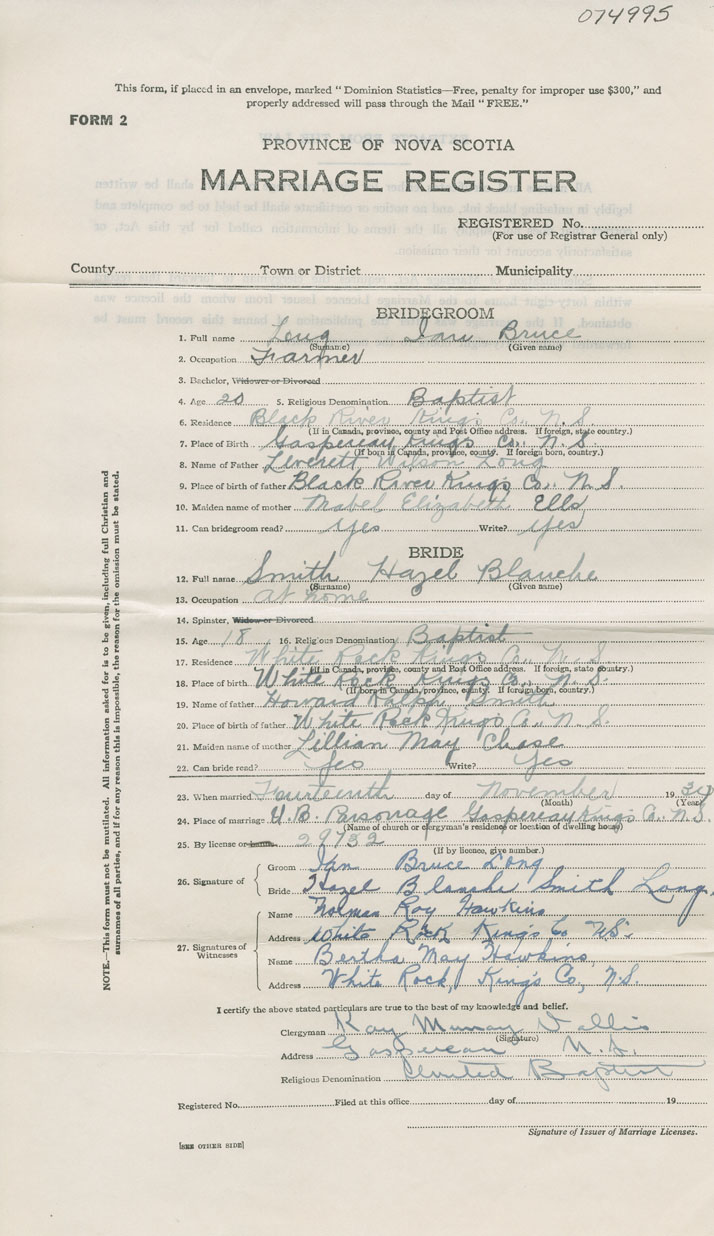 074995
This form, if placed in an envelope, marked "Dominion Statistics—Free, penalty for improper use $300," and
properly addressed will pass through the Mail "FREE."
FORM 2
PROVINCE OF NOVA SCOTIA
MARRIAGE REGISTER
REGISTERED No.
(For use of Registrar General only)
County Town or District Municipality
BRIDEGROOM
1. Full name Long Ian Bruce
(Surname) (Given name)
2. Occupation Farmer
3. Bachelor, Widower or Divorced
4. Age 20 5. Religious Denomination Baptist
6. Residence Black River Kings Co., N. S.
(If in Canada, province, county and Post Office address. If foreign, state country.)
7. Place of Birth Gaspereau Kings Co. N. S.
(If born in Canada, province, county. If foreign born, country.)
8. Name of Father Leverett Wilson Long
9. Place of birth of father Black River Kings Co. N. S.
10. Maiden name of mother Mabel Elizabeth Ells
11. Can bridegroom read? Yes Write? Yes
BRIDE
12. Full name Smith Hazel Blanche
(Surname) (Given name)
13. Occupation at home
14. Spinster, Widow or Divorced
15. Age 18 16. Religious Denomination Baptist
17. Residence White Rock Kings Co., N. S.
(If in Canada, province, county and Post Office address. If foreign, state country.)
18. Place of birth White Rock Kings Co., N. S.
(If born in Canada, province, county. If foreign born, country.)
19. Name of father Howard Ralph Smith
20. Place of birth of father White Rock Kings Co., N. S.
21. Maiden name of mother Lillian May Chase
22. Can bride read? Yes Write? Yes
23. When married Fourteenth day of November 19
(Month) (Year)
24. Place of marriage U. B. Parsonage Gaspereau Kings Co. N. S.
(Name of church or clergyman's residence or location of dwelling house)
25. By license or banns 29732
(If by licence, give number.)
26. Signature of
Groom Ian Bruce Long
Bride Hazel Blanche Smith Long.
27. Signatures of Witnesses
Name Roy Hawkins
Address White Rock Kings Co NS.
Name Bertha May Hawkins,
Address White Rock, King's Co, N.S.
I certify the above stated particulars are true to the best of my knowledge and belief.
Clergyman Murray
(Signature)
Address Gaspereau N. S.
Religious Denomination United Baptist
Registered No. Filed at this office day of 19
Signature of Issuer of Marriage Licenses.
[SEE OTHER SIDE]
NOTE.—This form must not be mutilated. All information asked for is to be given, including full Christian and
surnames of all parties, and if for any reason this is impossible, the reason for the omission must be stated.